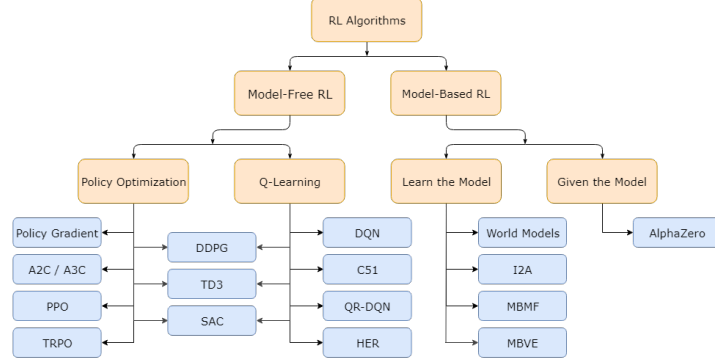 RL Algorithms
Model-Free RL
Model-Based RL
Policy Optimization
Q-Learning
Learn the Model
Given the Model
Policy Gradient
DDPG
DQN
World Models
AlphaZero
A2C / A3C
TD3
C51
I2A
PPO
SAC
QR-DQN
MBMF
TRPO
HER
MBVE